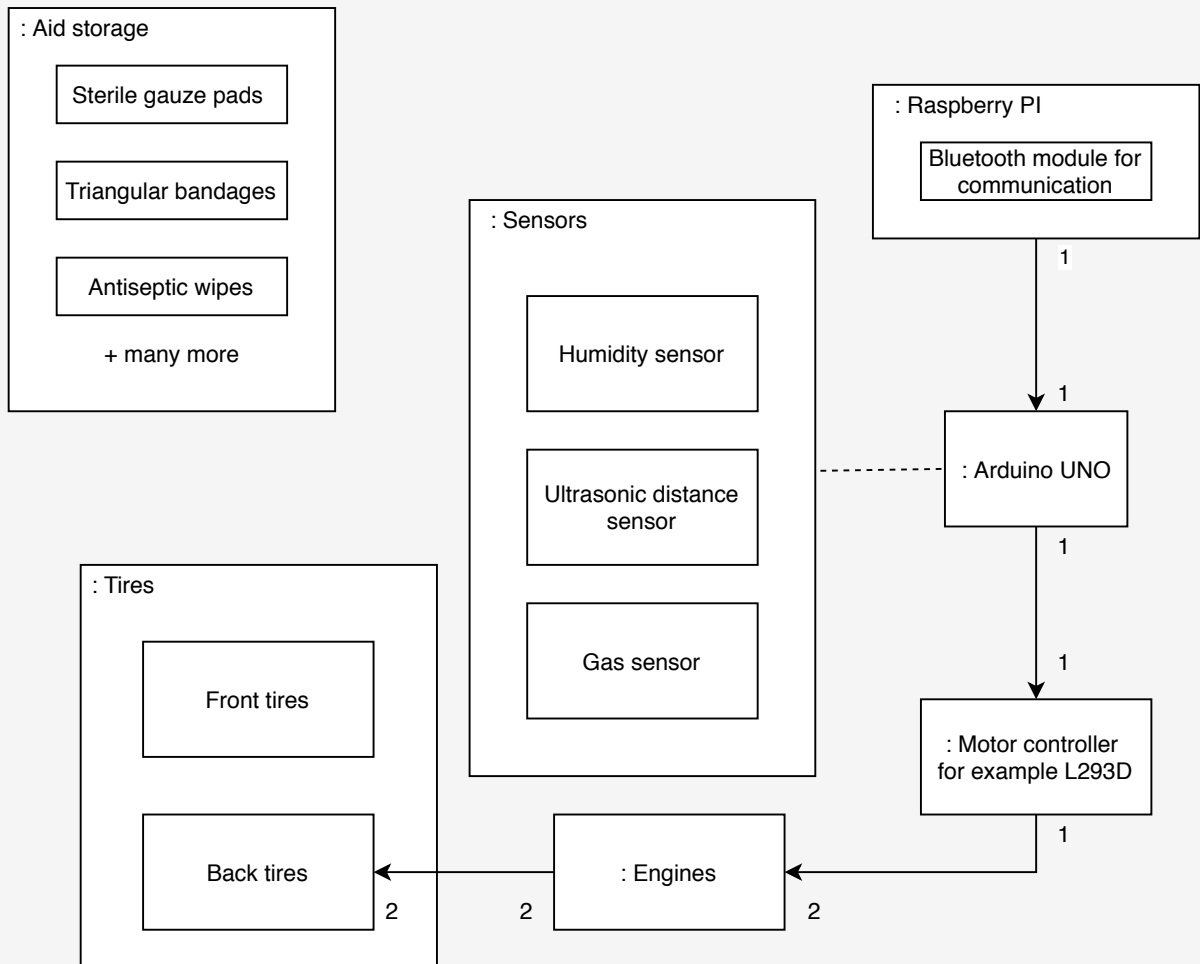 : Aid storage
Sterile gauze pads
Triangular bandages
Antiseptic wipes
+ many more
: Raspberry PI
Bluetooth module for
communication
1
1
: Sensors
Humidity sensor
Ultrasonic distance
sensor
Gas sensor
: Arduino UNO
1
1
: Motor controller
for example L293D
1
: Tires
Front tires
Back tires
: Engines
2
2
2